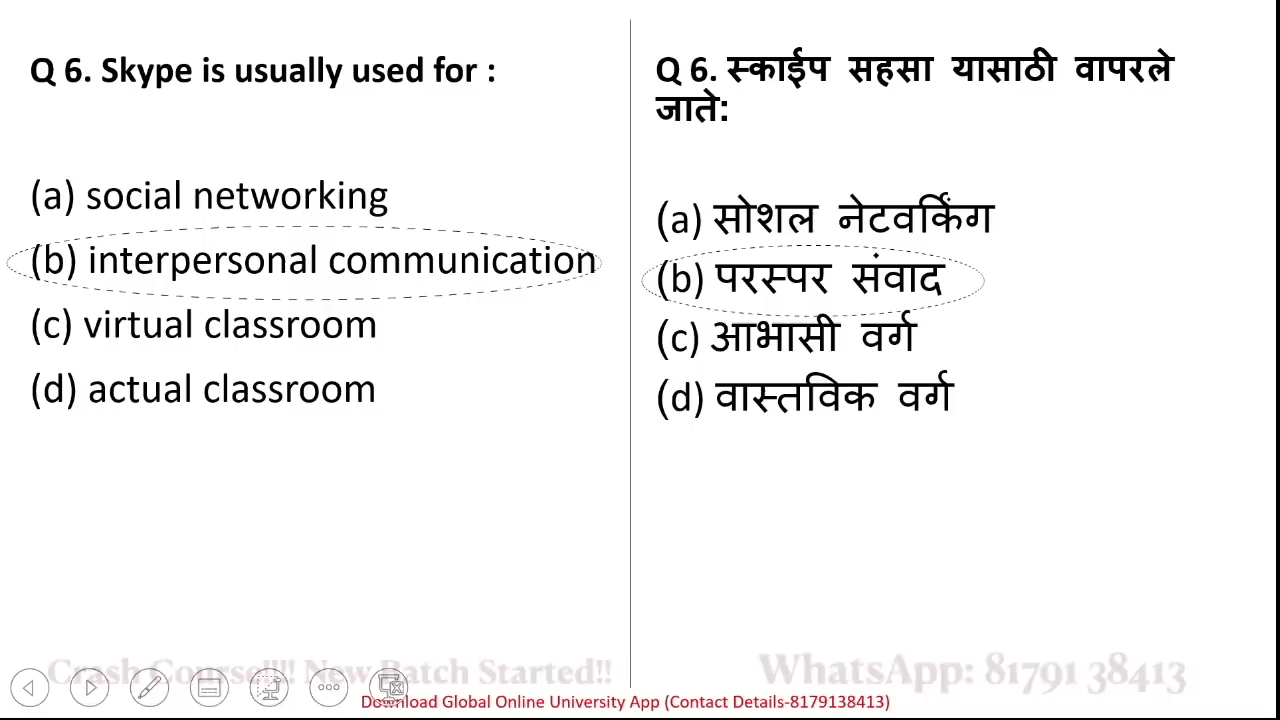 Q 6. Skype is usually used for :
(a) social networking
(b) interpersonal communication
(c) virtual classroom
(d) actual classroom
Q 6. स्काईप सहसा यासाठी वापरले
जाते:
(a) सोशल नेटवर्किंग
(b) परस्पर संवाद
(c) आभासी वर्ग
(d) वास्तविक वर्ग
Crash Course!!!! New Batch Started!!
WhatsApp: 81791 38413
Download Global Online University App (Contact Details-8179138413)